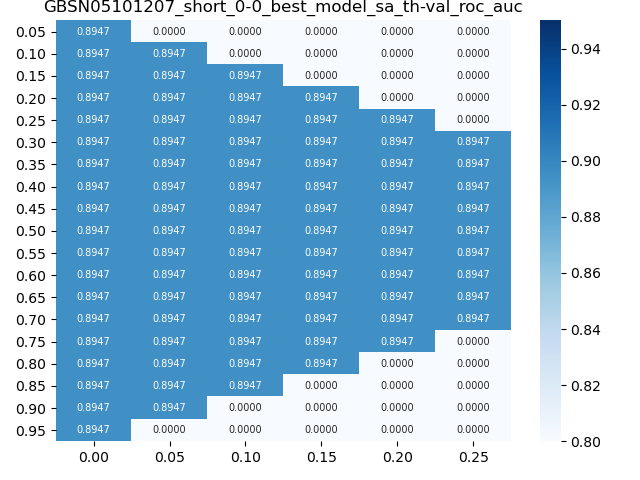 GBSN05101207_short_0-0_best_model_sa_th-val_roc_auc
0.05 0.8947 0.0000 0.0000 0.0000 0.0000 0.0000
0.10 0.8947 0.8947 0.0000 0.0000 0.0000 0.0000
0.15 0.8947 0.8947 0.8947 0.0000 0.0000 0.0000
0.20 0.8947 0.8947 0.8947 0.8947 0.0000 0.0000
0.25 0.8947 0.8947 0.8947 0.8947 0.8947 0.0000
0.30 0.8947 0.8947 0.8947 0.8947 0.8947 0.8947
0.35 0.8947 0.8947 0.8947 0.8947 0.8947 0.8947
0.40 0.8947 0.8947 0.8947 0.8947 0.8947 0.8947
0.45 0.8947 0.8947 0.8947 0.8947 0.8947 0.8947
0.50 0.8947 0.8947 0.8947 0.8947 0.8947 0.8947
0.55 0.8947 0.8947 0.8947 0.8947 0.8947 0.8947
0.60 0.8947 0.8947 0.8947 0.8947 0.8947 0.8947
0.65 0.8947 0.8947 0.8947 0.8947 0.8947 0.8947
0.70 0.8947 0.8947 0.8947 0.8947 0.8947 0.8947
0.75 0.8947 0.8947 0.8947 0.8947 0.8947 0.0000
0.80 0.8947 0.8947 0.8947 0.8947 0.0000 0.0000
0.85 0.8947 0.8947 0.8947 0.0000 0.0000 0.0000
0.90 0.8947 0.8947 0.0000 0.0000 0.0000 0.0000
0.95 0.8947 0.0000 0.0000 0.0000 0.0000 0.0000
0.00 0.05 0.10 0.15 0.20 0.25
0.94
0.92
0.90
0.88
0.86
0.84
0.82
0.80